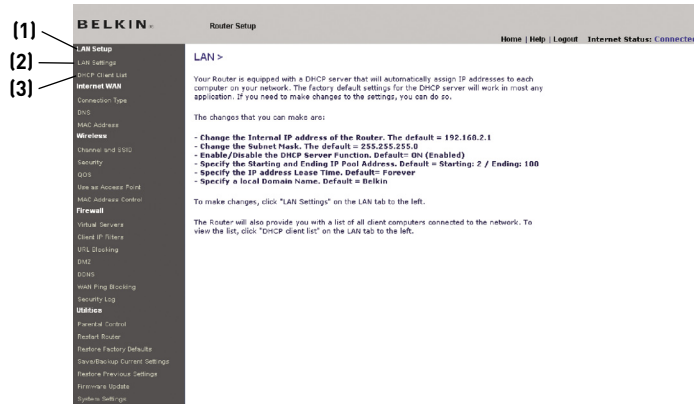 BELKIN®
Router Setup
Home | Help | Logout Internet Status: Connected
(1)
LAN Setup
(2)
LAN Settings
(3)
DHCP Client List
Internet WAN
Connection Type
DNS
MAC Address
Wireless
Channel and SSID
Security
QOS
Use as Access Point
MAC Address Control
Firewall
Virtual Servers
Client IP Filters
URL Blocking
DMZ
DDNS
WAN Ping Blocking
Security Log
Utilities
Parental Control
Restart Router
Restore Factory Defaults
Save/Backup Current Settings
Restore Previous Settings
Firmware Update
System Settings
LAN >
Your Router is equipped with a DHCP server that will automatically assign IP addresses to each
computer on your network. The factory default settings for the DHCP server will work in most any
application. If you need to make changes to the settings, you can do so.
The changes that you can make are:
- Change the Internal IP address of the Router. The default = 192.168.2.1
- Change the Subnet Mask. The default = 255.255.255.0
- Enable/Disable the DHCP Server Function. Default= ON (Enabled)
- Specify the Starting and Ending IP Pool Address. Default = Starting: 2 / Ending: 100
- Specify the IP address Lease Time. Default= Forever
- Specify a local Domain Name. Default = Belkin
To make changes, click "LAN Settings" on the LAN tab to the left.
The Router will also provide you with a list of all client computers connected to the network. To
view the list, click "DHCP client list" on the LAN tab to the left.